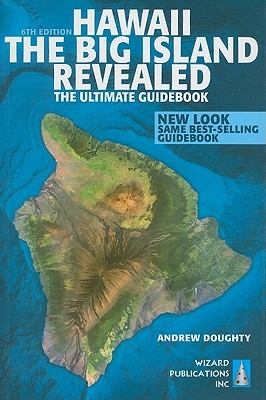 6TH EDITION
HAWAII
THE BIG ISLAND
REVEALED
THE ULTIMATE GUIDEBOOK
NEW LOOK
SAME BEST-SELLING
GUIDEBOOK
ANDREW DOUGHTY
WIZARD
PUBLICATIONS
INC